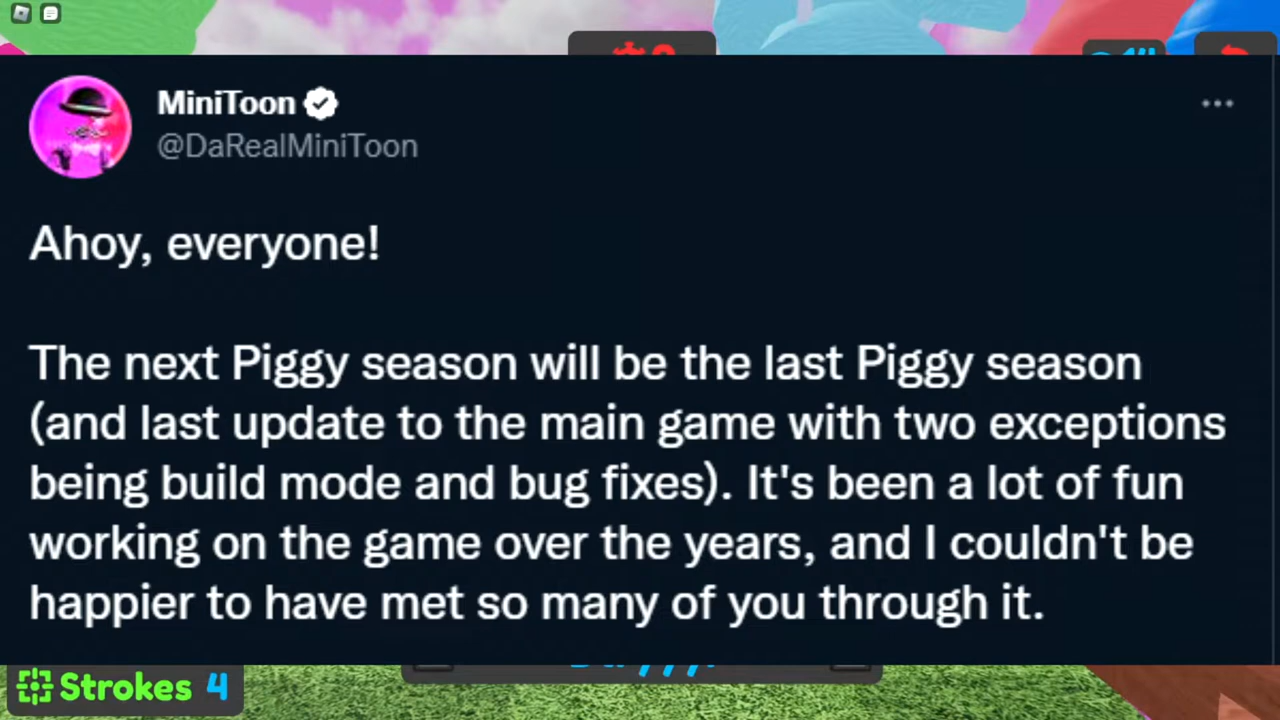 MiniToon
@DaRealMiniToon
Ahoy, everyone!
The next Piggy season will be the last Piggy season
(and last update to the main game with two exceptions
being build mode and bug fixes). It's been a lot of fun
working on the game over the years, and I couldn't be
happier to have met so many of you through it.
Strokes 4